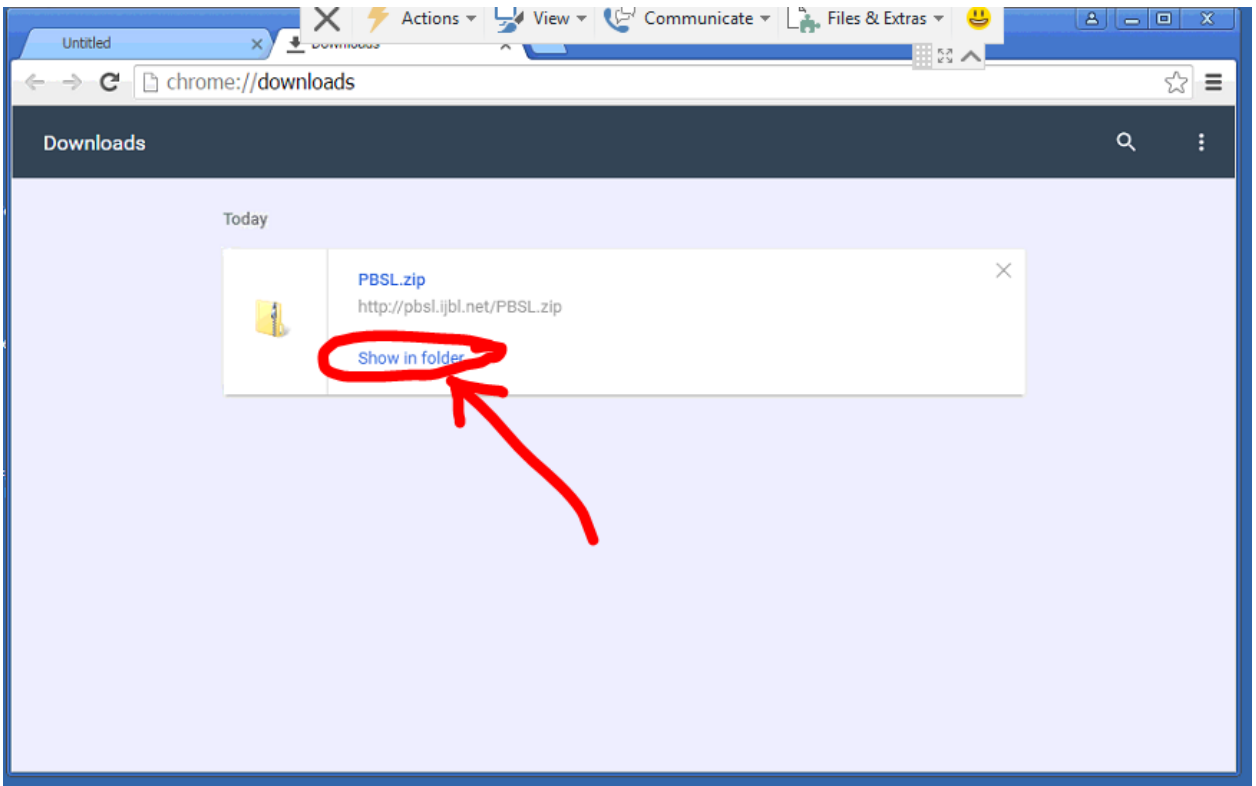 Actions View Communicate Files & Extras
Untitled Downloads
chrome://downloads
Downloads
Today
PBSL.zip
http://pbsl.ijbl.net/PBSL.zip
Show in folder